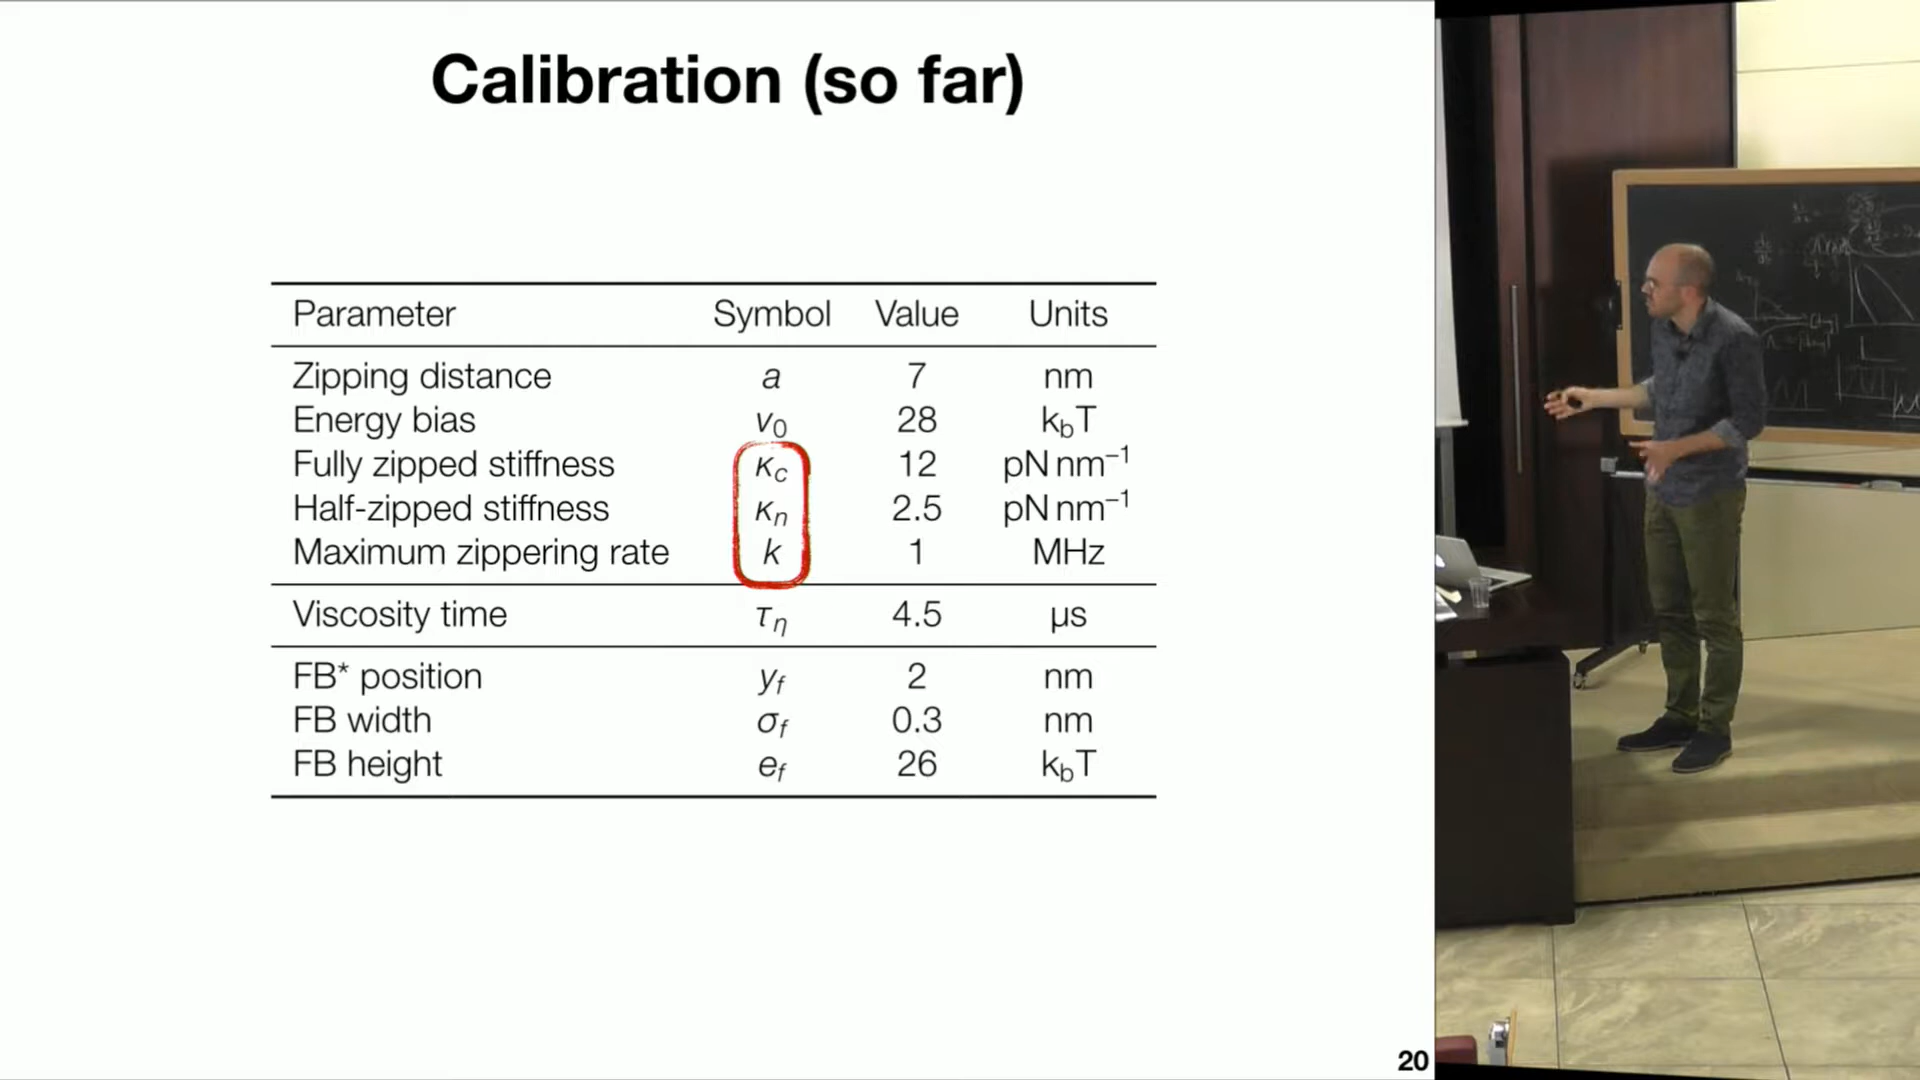 Calibration (so far)
Parameter Symbol Value Units
Zipping distance a 7 nm
Energy bias v₀ 28 k_bT
Fully zipped stiffness κ_c 12 pN nm⁻¹
Half-zipped stiffness κ_n 2.5 pN nm⁻¹
Maximum zippering rate k 1 MHz
Viscosity time τ_η 4.5 µs
FB* position y_f 2 nm
FB width σ_f 0.3 nm
FB height e_f 26 k_bT
20